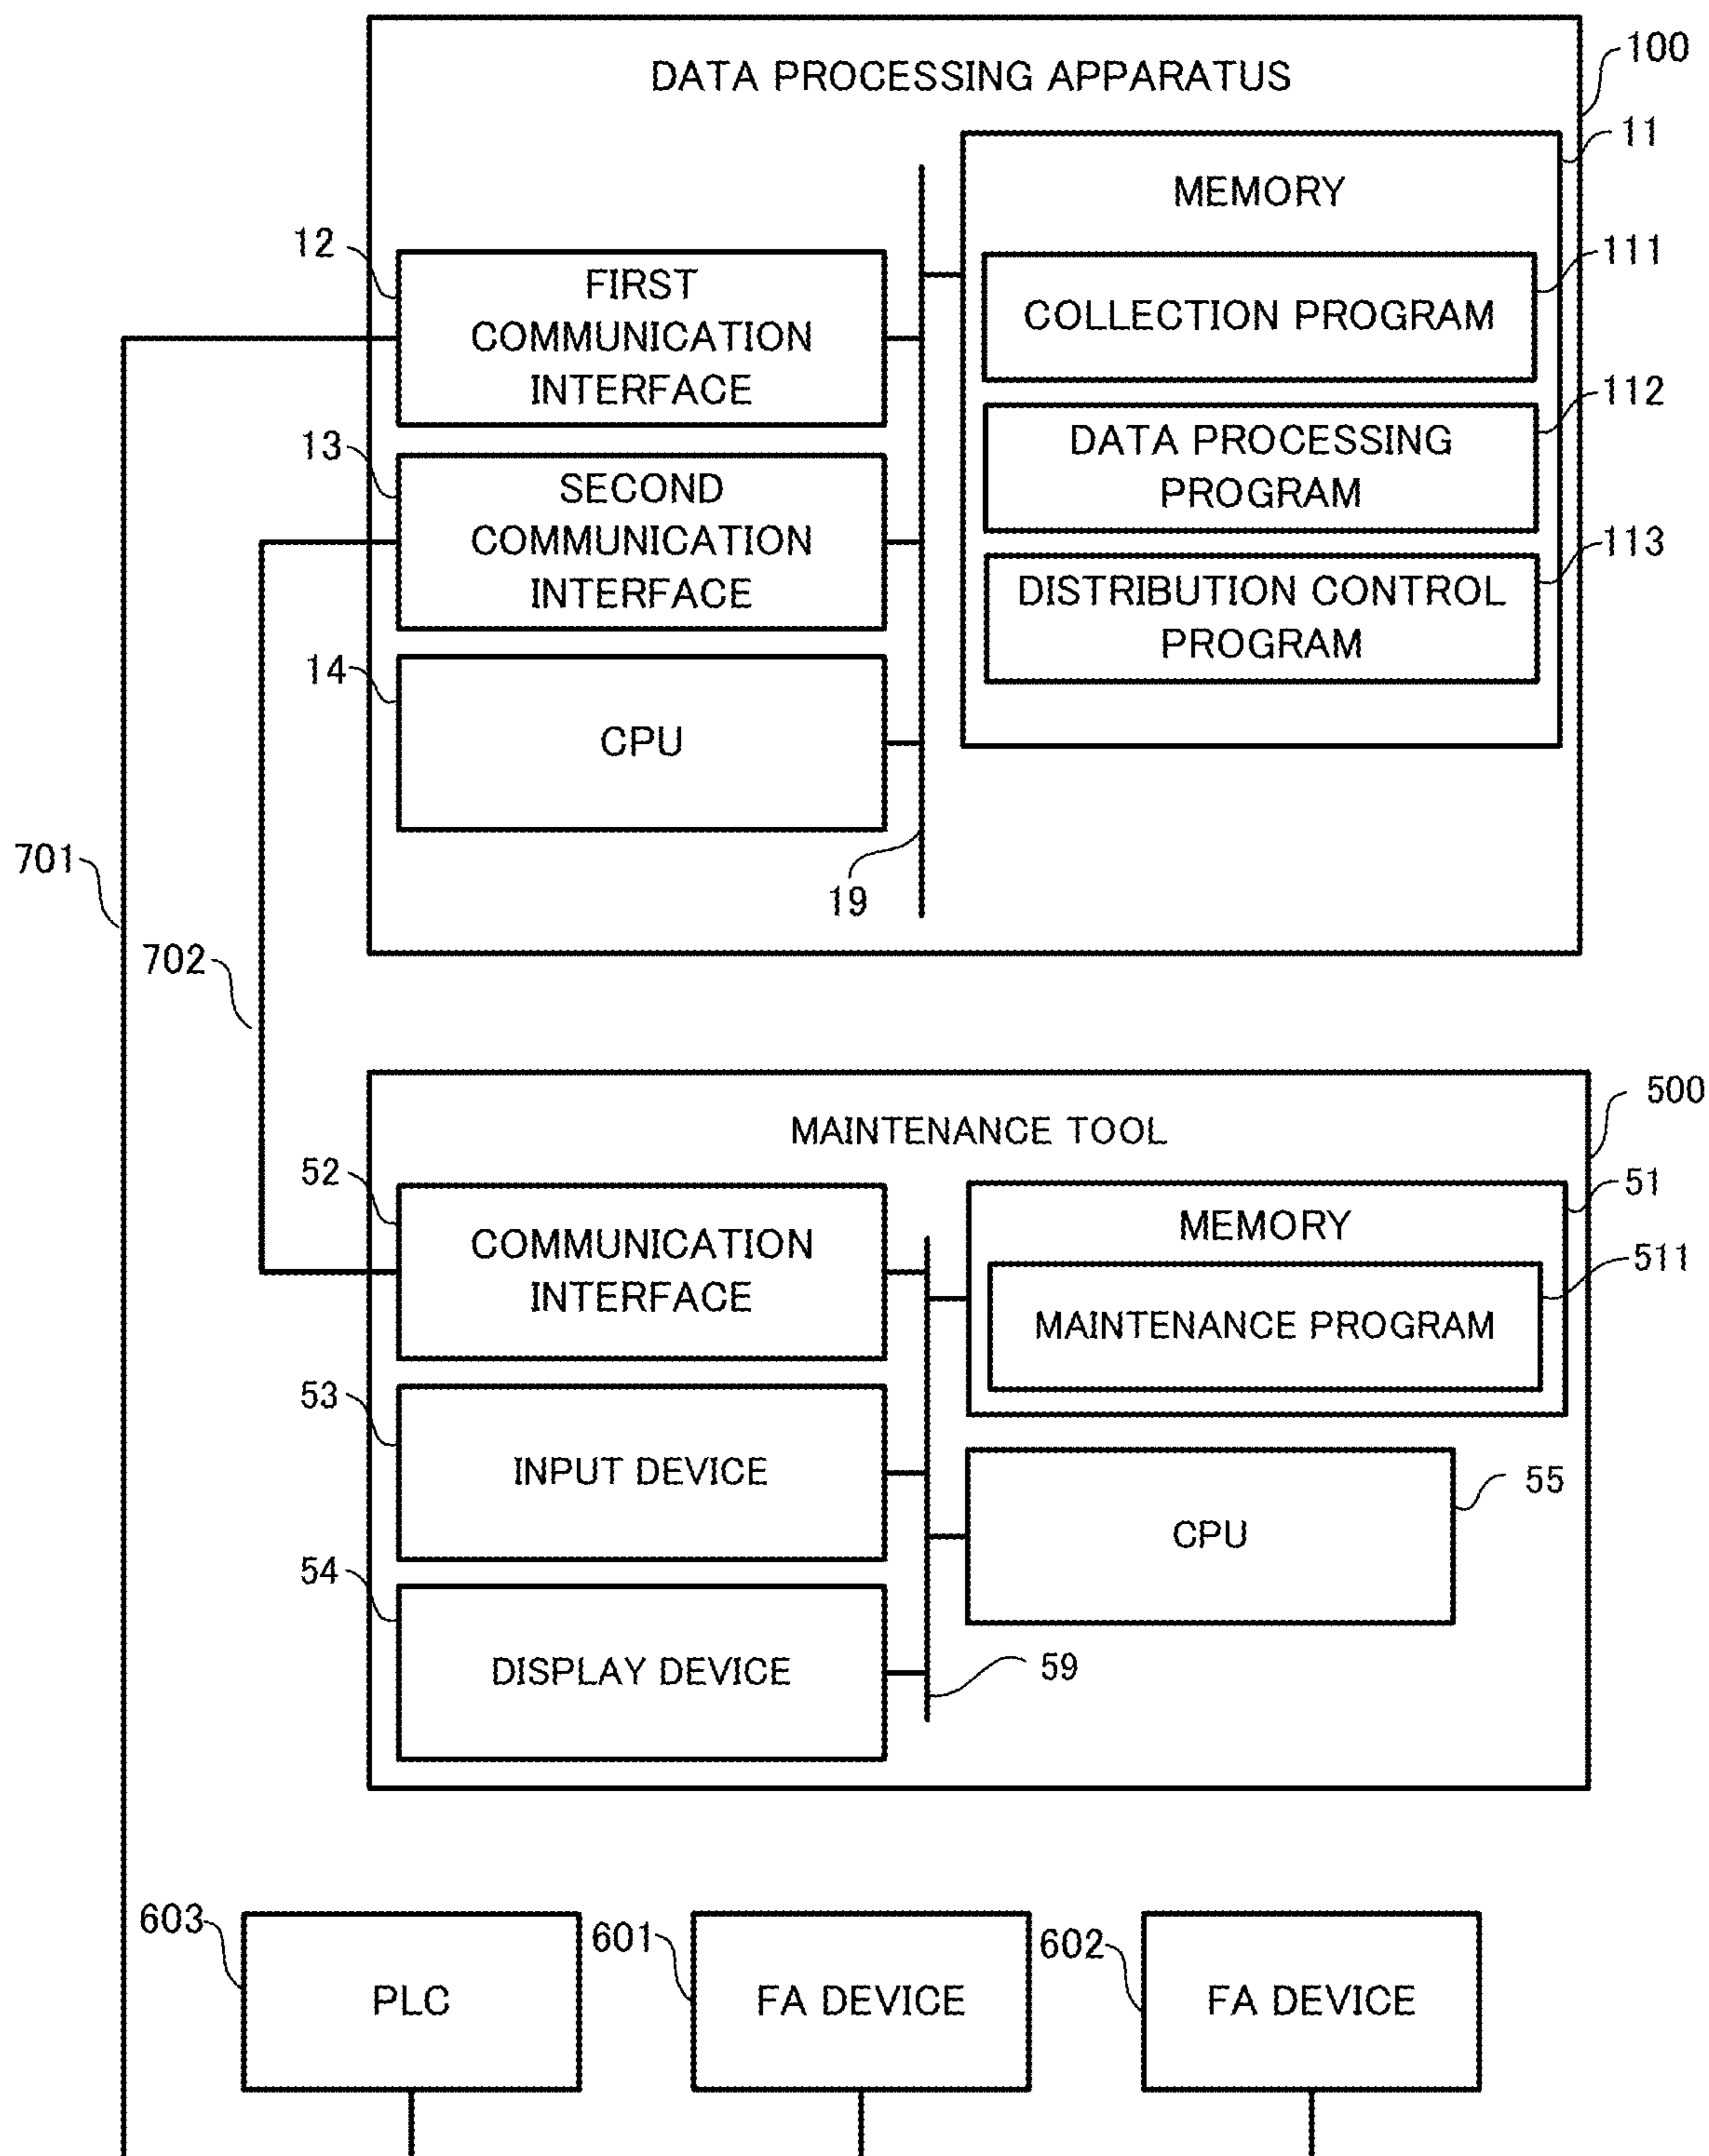 DATA PROCESSING APPARATUS
100
11
MEMORY
12
FIRST
COMMUNICATION
INTERFACE
111
COLLECTION PROGRAM
112
DATA PROCESSING
PROGRAM
13
SECOND
COMMUNICATION
INTERFACE
113
DISTRIBUTION CONTROL
PROGRAM
14
CPU
19
701
702
500
MAINTENANCE TOOL
52
COMMUNICATION
INTERFACE
51
MEMORY
511
MAINTENANCE PROGRAM
53
INPUT DEVICE
55
CPU
54
DISPLAY DEVICE
59
603
PLC
601
FA DEVICE
602
FA DEVICE